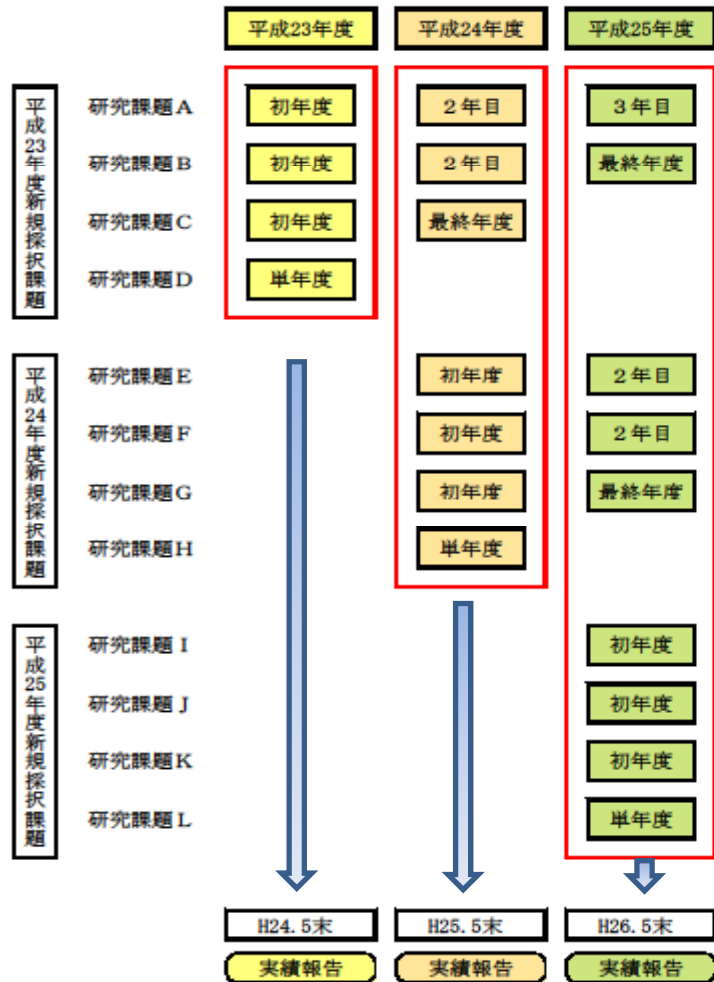 平成23年度 平成24年度 平成25年度
平成23年度新規採択課題
研究課題A 初年度 2年目 3年目
研究課題B 初年度 2年目 最終年度
研究課題C 初年度 最終年度
研究課題D 単年度
平成24年度新規採択課題
研究課題E 初年度 2年目
研究課題F 初年度 2年目
研究課題G 初年度 最終年度
研究課題H 単年度
平成25年度新規採択課題
研究課題I 初年度
研究課題J 初年度
研究課題K 初年度
研究課題L 単年度
H24.5末 H25.5末 H26.5末
実績報告 実績報告 実績報告